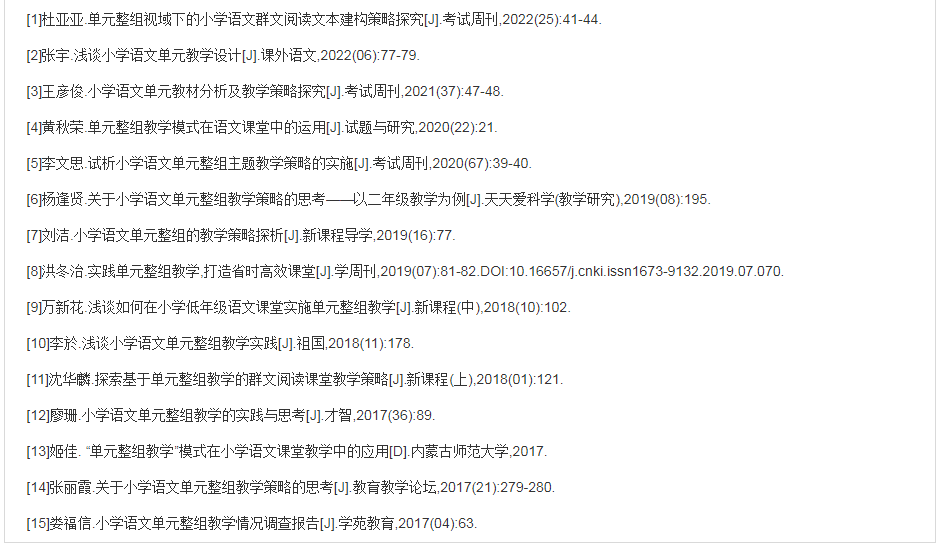 [1]杜亚亚.单元整组视域下的小学语文群文阅读文本建构策略探究[J].考试周刊,2022(25):41-44.
[2]张宇.浅谈小学语文单元教学设计[J].课外语文,2022(06):77-79.
[3]王彦俊.小学语文单元教材分析及教学策略探究[J].考试周刊,2021(37):47-48.
[4]黄秋荣.单元整组教学模式在语文课堂中的运用[J].试题与研究,2020(22):21.
[5]李文思.试析小学语文单元整组主题教学策略的实施[J].考试周刊,2020(67):39-40.
[6]杨逢贤.关于小学语文单元整组教学策略的思考——以二年级教学为例[J].天天爱科学(教学研究),2019(08):195.
[7]刘洁.小学语文单元整组的教学策略探析[J].新课程导学,2019(16):77.
[8]洪冬治.实践单元整组教学,打造省时高效课堂[J].学周刊,2019(07):81-82.DOI:10.16657/j.cnki.issn1673-9132.2019.07.070.
[9]万新花.浅谈如何在小学低年级语文课堂实施单元整组教学[J].新课程(中),2018(10):102.
[10]李於.浅谈小学语文单元整组教学实践[J].祖国,2018(11):178.
[11]沈华麟.探索基于单元整组教学的群文阅读课堂教学策略[J].新课程(上),2018(01):121.
[12]廖珊.小学语文单元整组教学的实践与思考[J].才智,2017(36):89.
[13]姬佳. “单元整组教学”模式在小学语文课堂教学中的应用[D].内蒙古师范大学,2017.
[14]张丽霞.关于小学语文单元整组教学策略的思考[J].教育教学论坛,2017(21):279-280.
[15]娄福信.小学语文单元整组教学情况调查报告[J].学苑教育,2017(04):63.